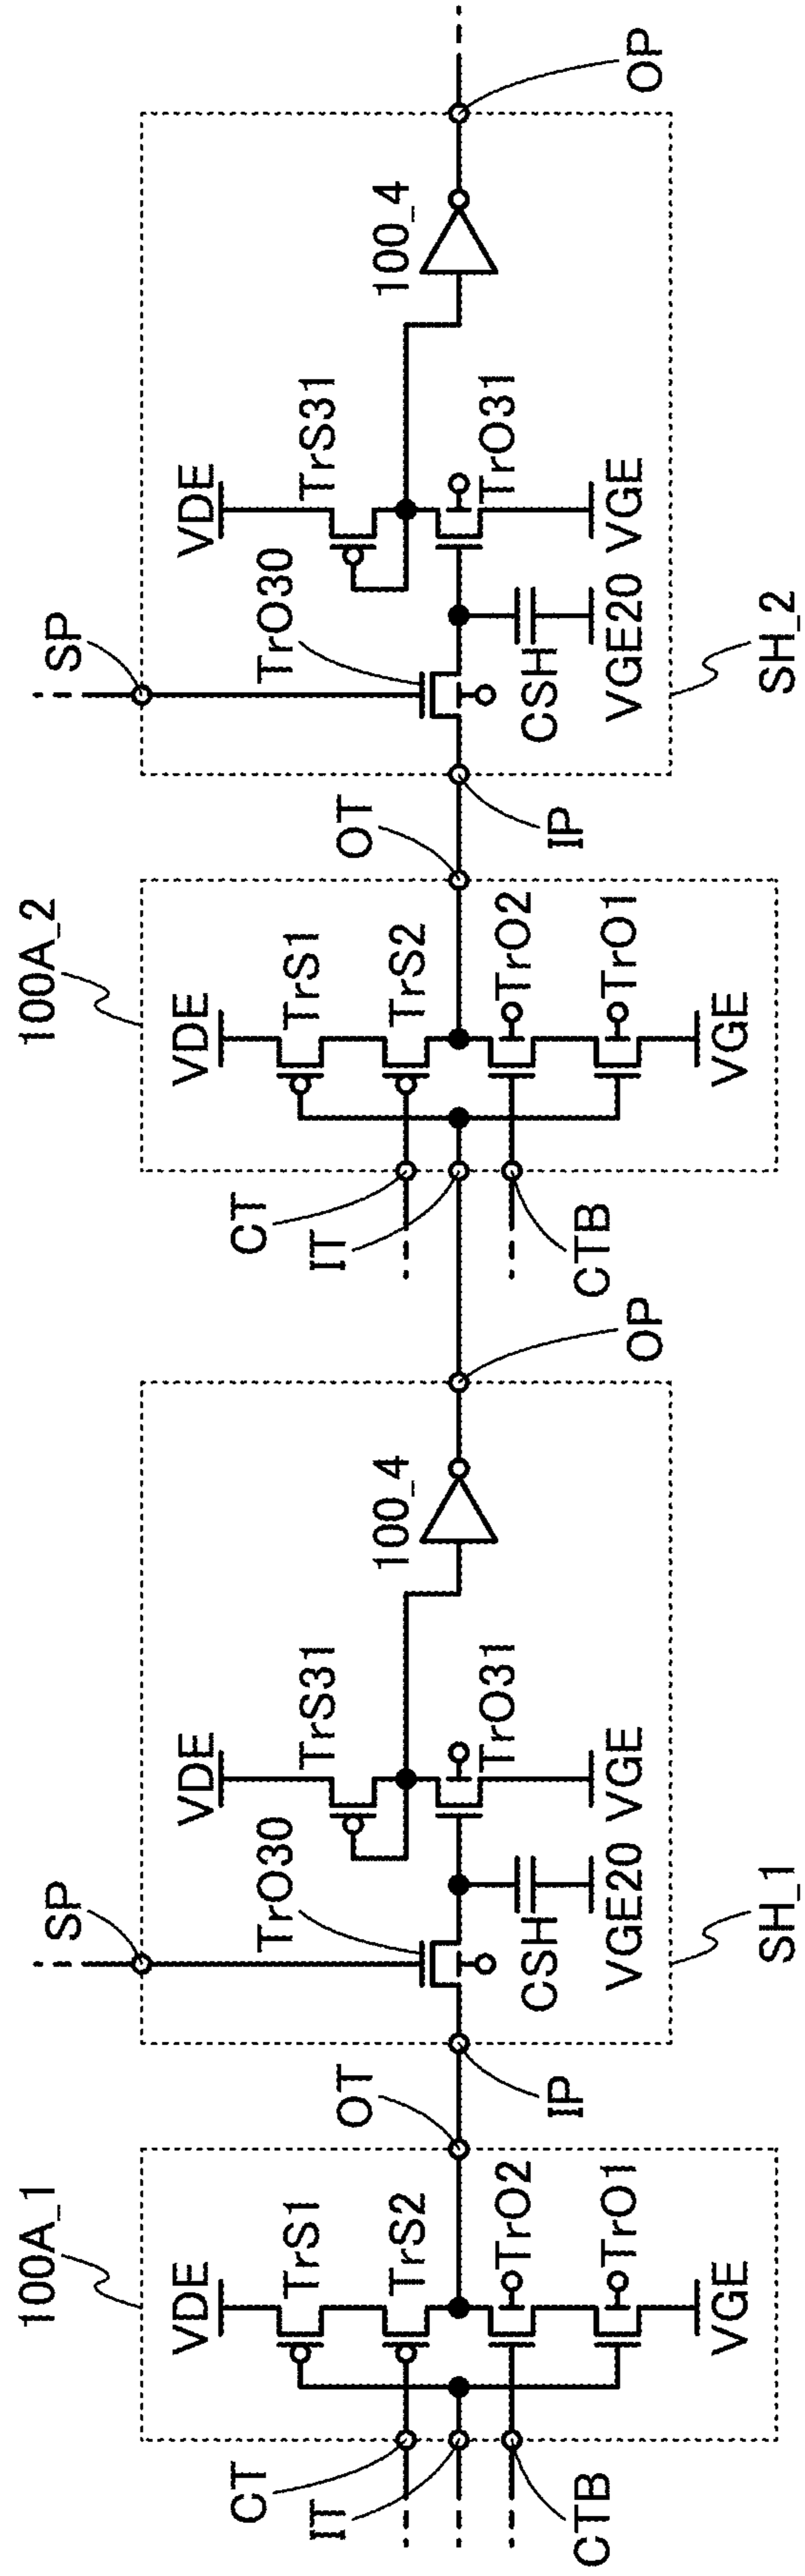 100A_1
VDE
TrS1
TrS2
TrO2
TrO1
VGE
CT
IT
CTB
OT
IP
SP
VDE
TrS31
TrO30
TrO31
CSH
VGE20
VGE
100_4
OP
SH_1
100A_2
VDE
TrS1
TrS2
TrO2
TrO1
VGE
CT
IT
CTB
OT
IP
SP
VDE
TrS31
TrO30
TrO31
CSH
VGE20
VGE
100_4
OP
SH_2